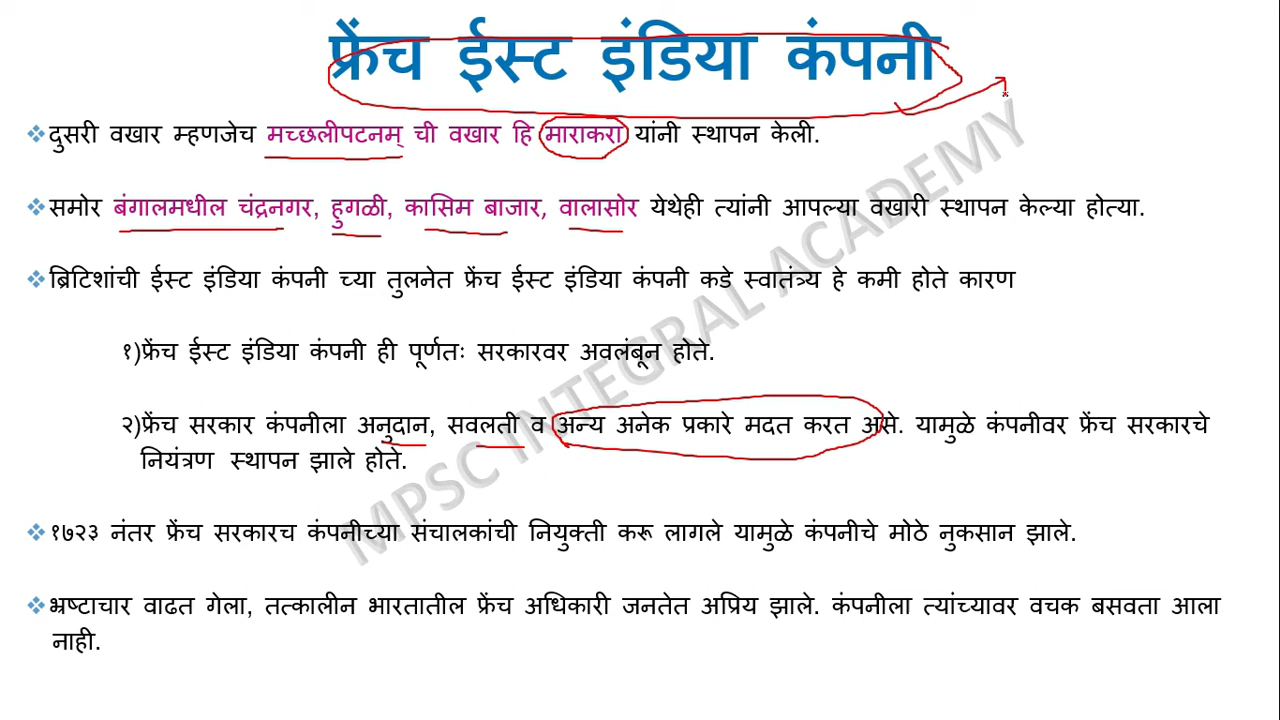 फ्रेंच ईस्ट इंडिया कंपनी
❖दुसरी वखार म्हणजेच मच्छलीपटनम् ची वखार हि माराकरा यांनी स्थापन केली.
❖समोर बंगालमधील चंद्रनगर, हुगळी, कासिम बाजार, वालासोर येथेही त्यांनी आपल्या वखारी स्थापन केल्या होत्या.
❖ब्रिटिशांची ईस्ट इंडिया कंपनी च्या तुलनेत फ्रेंच ईस्ट इंडिया कंपनी कडे स्वातंत्र्य हे कमी होते कारण
१)फ्रेंच ईस्ट इंडिया कंपनी ही पूर्णतः सरकारवर अवलंबून होते.
२)फ्रेंच सरकार कंपनीला अनुदान, सवलती व अन्य अनेक प्रकारे मदत करत असे. यामुळे कंपनीवर फ्रेंच सरकारचे
नियंत्रण स्थापन झाले होते.
❖१७२३ नंतर फ्रेंच सरकारच कंपनीच्या संचालकांची नियुक्ती करू लागले यामुळे कंपनीचे मोठे नुकसान झाले.
❖भ्रष्टाचार वाढत गेला, तत्कालीन भारतातील फ्रेंच अधिकारी जनतेत अप्रिय झाले. कंपनीला त्यांच्यावर वचक बसवता आला
नाही.
MPSC INTEGRAL ACADEMY